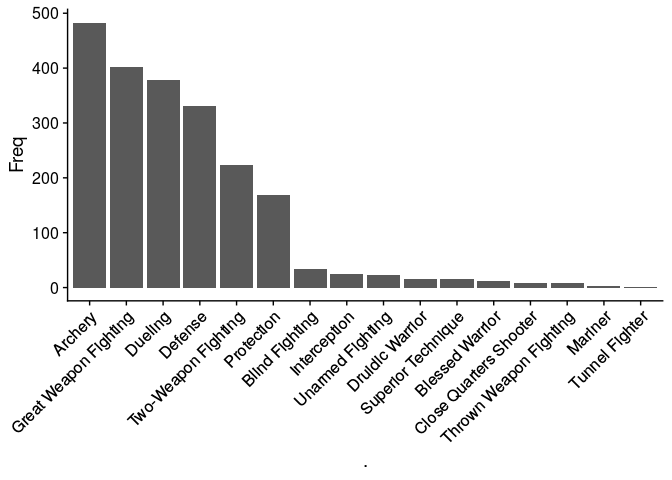 500
400
300
200
100
0
Freq
Archery
Great Weapon Fighting
Dueling
Defense
Two-Weapon Fighting
Protection
Blind Fighting
Interception
Unarmed Fighting
Druidic Warrior
Superior Technique
Blessed Warrior
Close Quarters Shooter
Thrown Weapon Fighting
Mariner
Tunnel Fighter
.